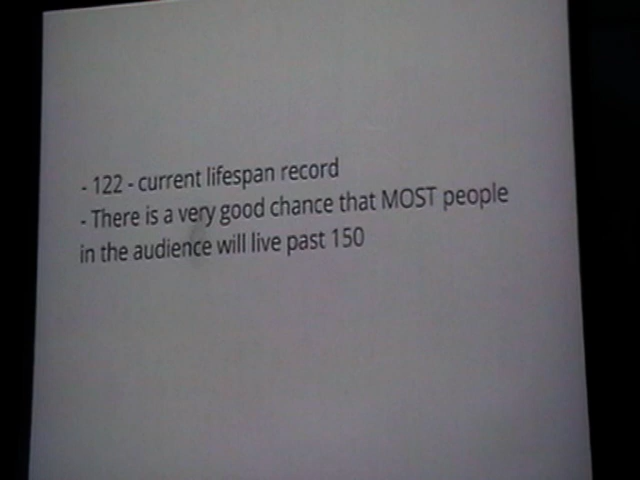 - 122 - current lifespan record
- There is a very good chance that MOST people
in the audience will live past 150